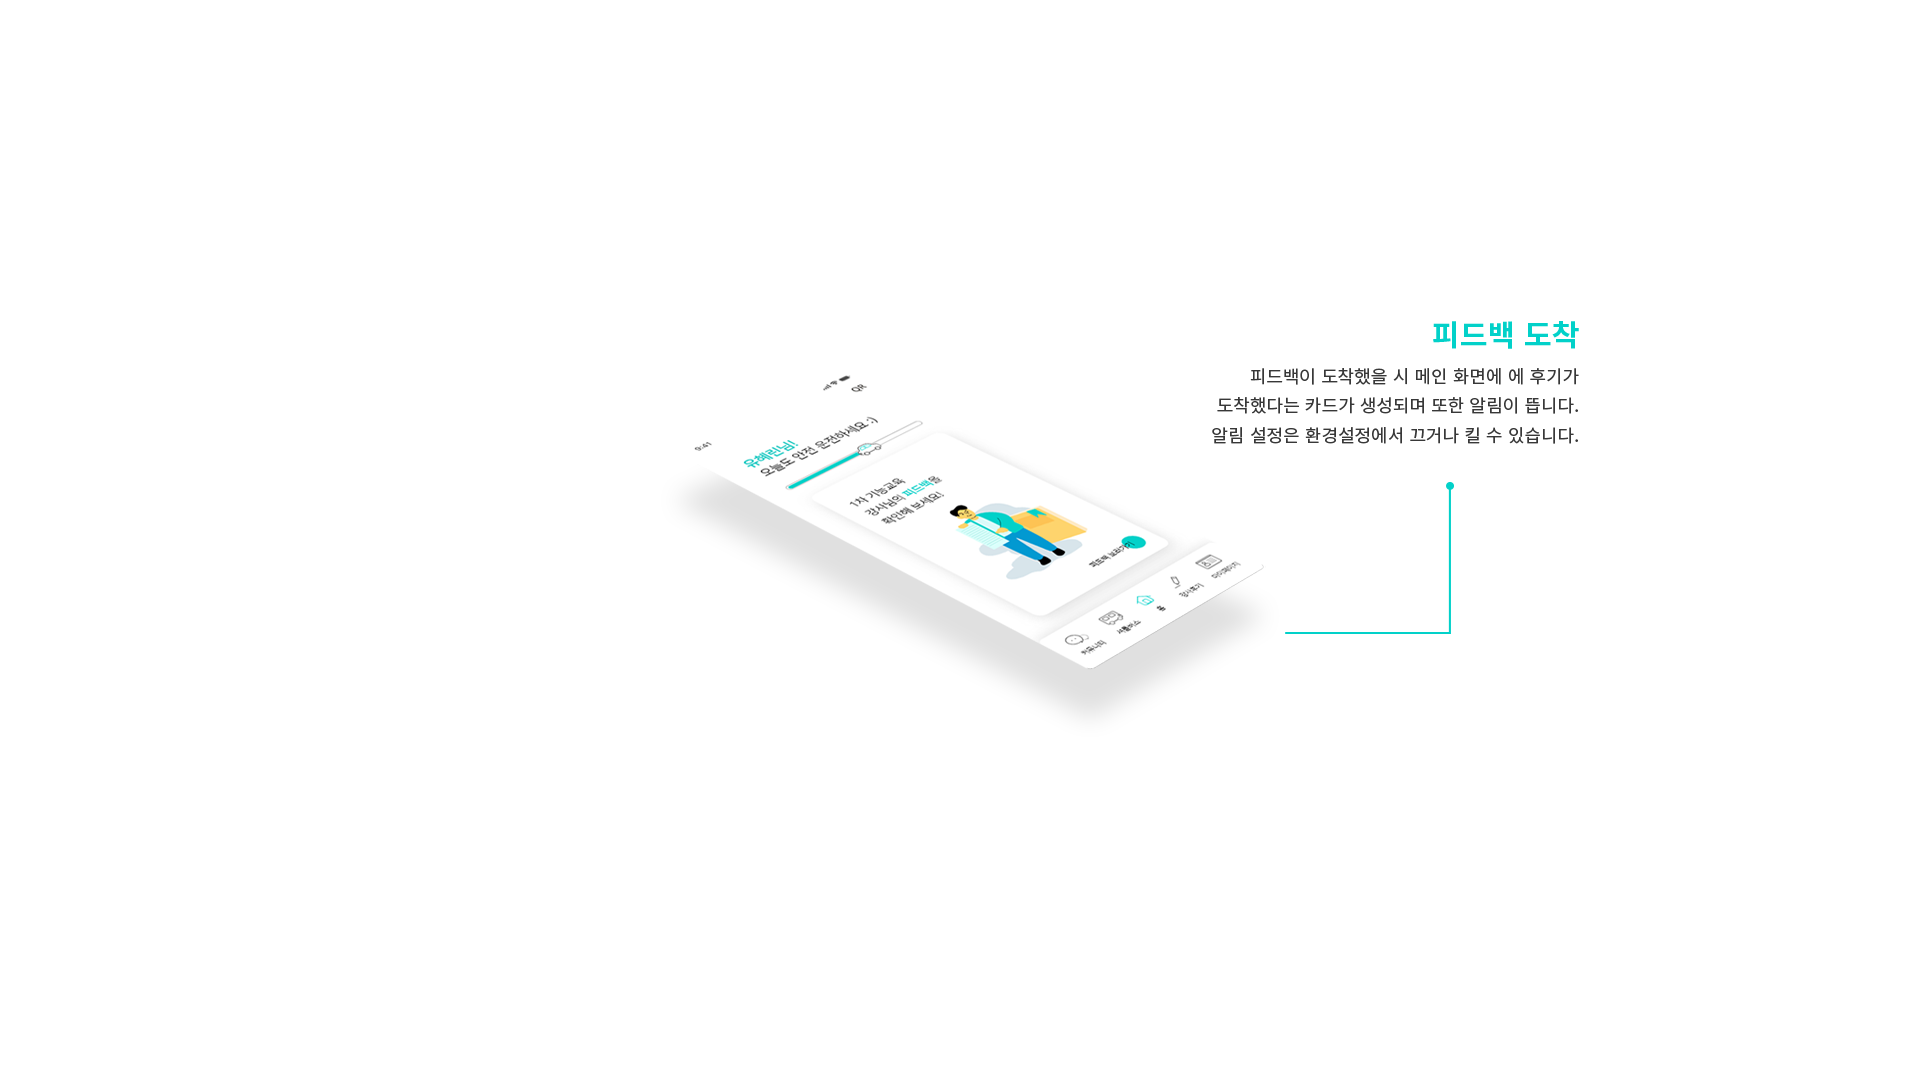 피드백 도착
피드백이 도착했을 시 메인 화면에 에 후기가
도착했다는 카드가 생성되며 또한 알림이 뜹니다.
알림 설정은 환경설정에서 끄거나 킬 수 있습니다.
9:41
QR
유혜린님!
오늘도 안전 운전하세요 :)
1차 기능교육
강사님의 피드백을
확인해 보세요!
피드백 보러가기
커뮤니티
셔틀버스
홈
강사후기
마이페이지